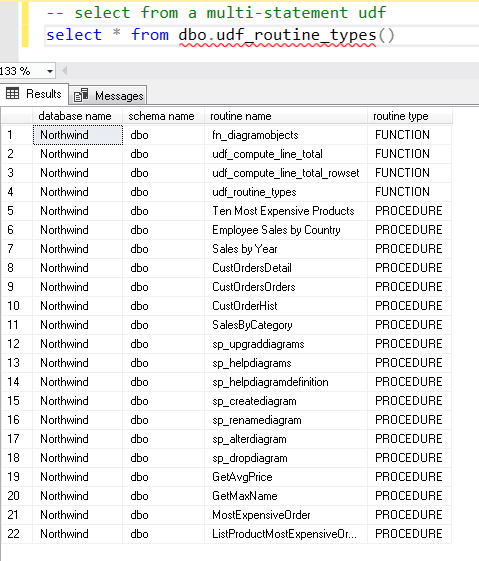 -- select from a multi-statement udf
select * from dbo.udf_routine_types()
133 %
Results Messages
database name schema name routine name routine type
1 Northwind dbo fn_diagramobjects FUNCTION
2 Northwind dbo udf_compute_line_total FUNCTION
3 Northwind dbo udf_compute_line_total_rowset FUNCTION
4 Northwind dbo udf_routine_types FUNCTION
5 Northwind dbo Ten Most Expensive Products PROCEDURE
6 Northwind dbo Employee Sales by Country PROCEDURE
7 Northwind dbo Sales by Year PROCEDURE
8 Northwind dbo CustOrdersDetail PROCEDURE
9 Northwind dbo CustOrdersOrders PROCEDURE
10 Northwind dbo CustOrderHist PROCEDURE
11 Northwind dbo SalesByCategory PROCEDURE
12 Northwind dbo sp_upgraddiagrams PROCEDURE
13 Northwind dbo sp_helpdiagrams PROCEDURE
14 Northwind dbo sp_helpdiagramdefinition PROCEDURE
15 Northwind dbo sp_creatediagram PROCEDURE
16 Northwind dbo sp_renamediagram PROCEDURE
17 Northwind dbo sp_alterdiagram PROCEDURE
18 Northwind dbo sp_dropdiagram PROCEDURE
19 Northwind dbo GetAvgPrice PROCEDURE
20 Northwind dbo GetMaxName PROCEDURE
21 Northwind dbo MostExpensiveOrder PROCEDURE
22 Northwind dbo ListProductMostExpensiveOr... PROCEDURE